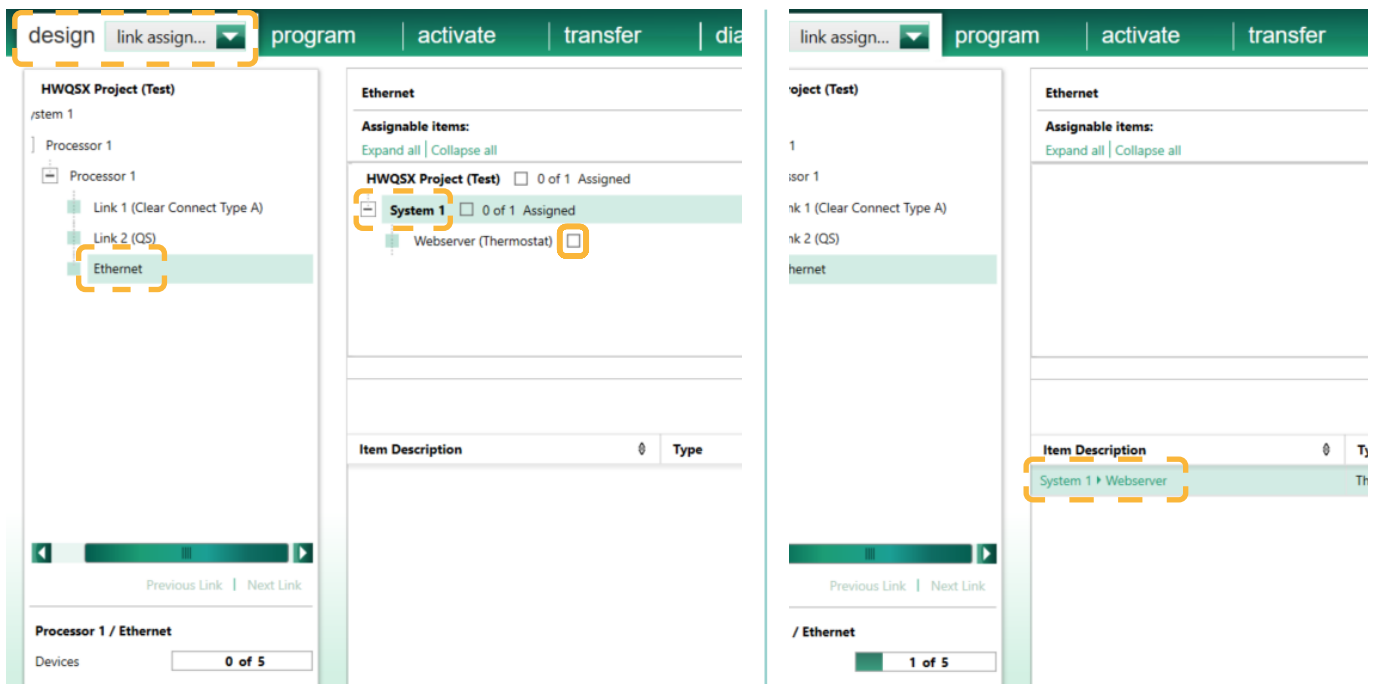 design link assign... program activate transfer dia
HWQSX Project (Test)
ystem 1
Processor 1
Processor 1
Link 1 (Clear Connect Type A)
Link 2 (QS)
Ethernet
Previous Link | Next Link
Processor 1 / Ethernet
Devices 0 of 5
Ethernet
Assignable items:
Expand all | Collapse all
HWQSX Project (Test) 0 of 1 Assigned
System 1 0 of 1 Assigned
Webserver (Thermostat)
Item Description Type
link assign... program activate transfer
roject (Test)
1
ssor 1
nk 1 (Clear Connect Type A)
nk 2 (QS)
hernet
Previous Link | Next Link
/ Ethernet
1 of 5
Ethernet
Assignable items:
Expand all | Collapse all
Item Description Ty
System 1 Webserver Th